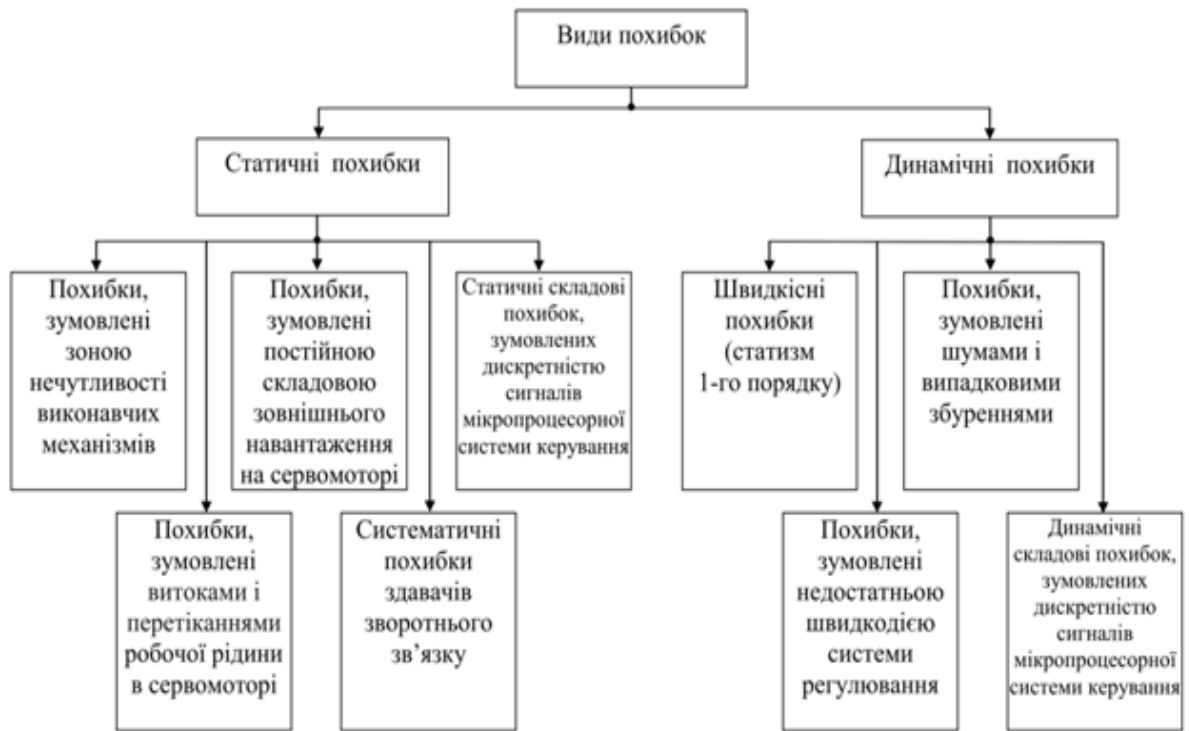 Види похибок
Статичні похибки
Динамічні похибки
Похибки,
зумовлені
зоною
нечутливості
виконавчих
механізмів
Похибки,
зумовлені
постійною
складовою
зовнішнього
навантаження
на сервомоторі
Статичні складові
похибок,
зумовлених
дискретністю
сигналів
мікропроцесорної
системи керування
Швидкісні
похибки
(статизм
1-го порядку)
Похибки,
зумовлені
шумами і
випадковими
збуреннями
Похибки,
зумовлені
витоками і
перетіканнями
робочої рідини
в сервомоторі
Систематичні
похибки
здавачів
зворотнього
зв’язку
Похибки,
зумовлені
недостатньою
швидкодією
системи
регулювання
Динамічні
складові похибок,
зумовлених
дискретністю
сигналів
мікропроцесорної
системи керування